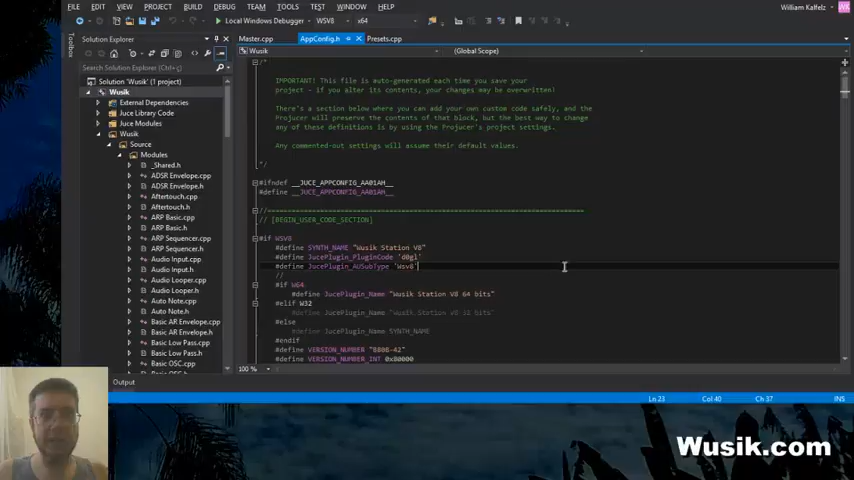 FILE EDIT VIEW PROJECT BUILD DEBUG TEAM TOOLS TEST WINDOW HELP William Kalfelz WK
Local Windows Debugger WSV8 x64
Toolbox
Solution Explorer
Master.cpp AppConfig.h Presets.cpp
Wusik (Global Scope)
Search Solution Explorer (Ctrl+ç)
Solution 'Wusik' (1 project)
Wusik
External Dependencies
Juce Library Code
Juce Modules
Wusik
Source
Modules
_Shared.h
ADSR Envelope.cpp
ADSR Envelope.h
Aftertouch.cpp
Aftertouch.h
ARP Basic.cpp
ARP Basic.h
ARP Sequencer.cpp
ARP Sequencer.h
Audio Input.cpp
Audio Input.h
Auto Note.cpp
Auto Note.h
Basic AR Envelope.cpp
Basic AR Envelope.h
Basic Low Pass.cpp
Basic Low Pass.h
Basic OSC.cpp
/*
IMPORTANT! This file is auto-generated each time you save your
project - if you alter its contents, your changes may be overwritten!
There's a section below where you can add your own custom code safely, and the
Projucer will preserve the contents of that block, but the best way to change
any of these definitions is by using the Projucer's project settings.
Any commented-out settings will assume their default values.
*/
#ifndef __JUCE_APPCONFIG_AA01AH__
#define __JUCE_APPCONFIG_AA01AH__
//==============================================================================
// [BEGIN_USER_CODE_SECTION]
#if WSV8
#define SYNTH_NAME "Wusik Station V8"
#define JucePlugin_PluginCode 'd0gl'
#define JucePlugin_AUSubType 'Wsv8'
//
#if W64
#define JucePlugin_Name "Wusik Station V8 64 bits"
#elif W32
#define JucePlugin_Name "Wusik Station V8 32 bits"
#else
#define JucePlugin_Name SYNTH_NAME
#endif
#define VERSION_NUMBER "BB08-42"
#define VERSION_NUMBER_INT 0x80000
100 %
Output
Ln 23 Col 40 Ch 37 INS
Wusik.com